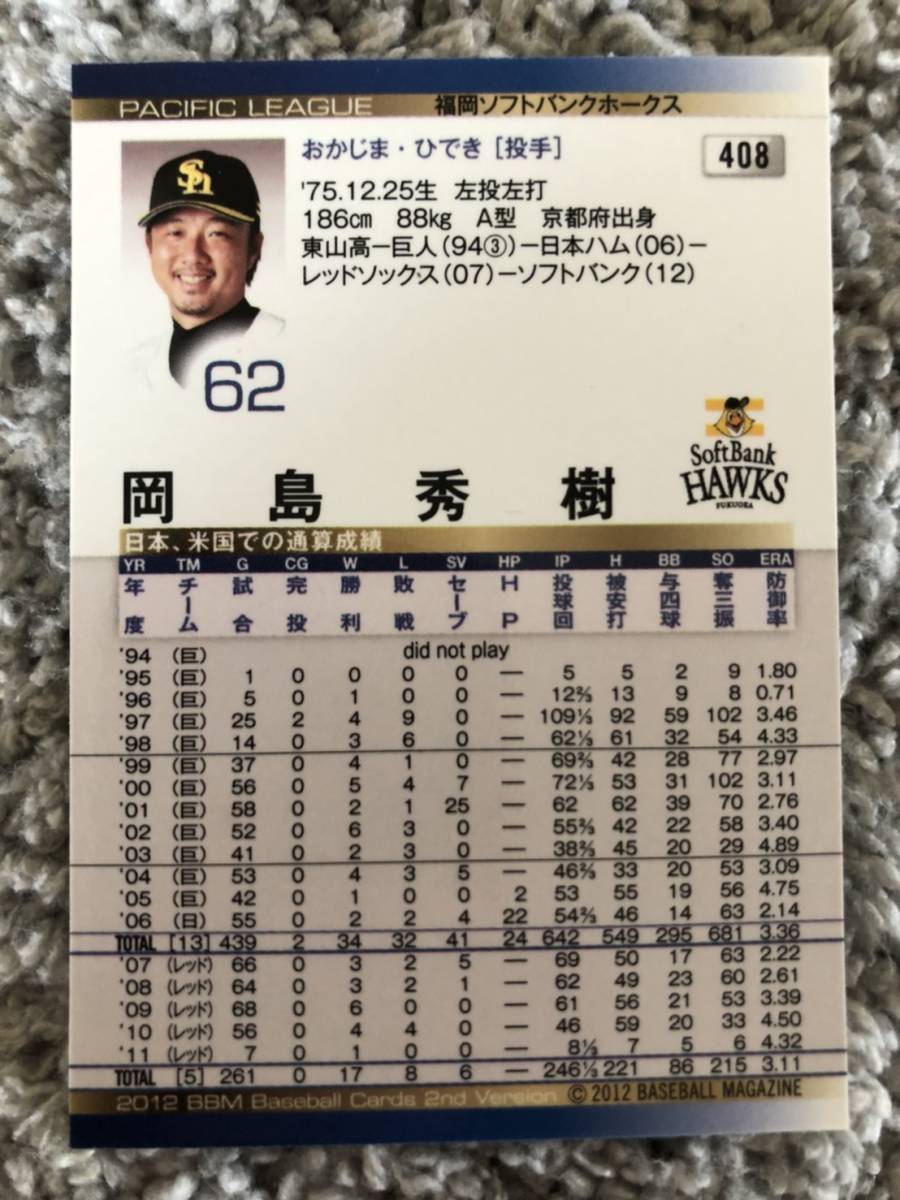 PACIFIC LEAGUE 福岡ソフトバンクホークス
おかじま・ひでき [投手] 408
'75.12.25生 左投左打
186cm 88kg A型 京都府出身
東山高ー巨人(94③)ー日本ハム(06)ー
レッドソックス(07)ーソフトバンク(12)
62
SoftBank
HAWKS
FUKUOKA
岡島秀樹
日本、米国での通算成績
YR TM G CG W L SV HP IP H BB SO ERA
年度 チーム 試合 完投 勝利 敗戦 セーブ HP 投球回 被安打 与四球 奪三振 防御率
'94 (巨) did not play
'95 (巨) 1 0 0 0 0 ー 5 5 2 9 1.80
'96 (巨) 5 0 1 0 0 ー 12⅔ 13 9 8 0.71
'97 (巨) 25 2 4 9 0 ー 109⅓ 92 59 102 3.46
'98 (巨) 14 0 3 6 0 ー 62⅓ 61 32 54 4.33
'99 (巨) 37 0 4 1 0 ー 69⅔ 42 28 77 2.97
'00 (巨) 56 0 5 4 7 ー 72⅓ 53 31 102 3.11
'01 (巨) 58 0 2 1 25 ー 62 62 39 70 2.76
'02 (巨) 52 0 6 3 0 ー 55⅔ 42 22 58 3.40
'03 (巨) 41 0 2 3 0 ー 38⅔ 45 20 29 4.89
'04 (巨) 53 0 4 3 5 ー 46⅔ 33 20 53 3.09
'05 (巨) 42 0 1 0 0 2 53 55 19 56 4.75
'06 (日) 55 0 2 2 4 22 54⅔ 46 14 63 2.14
TOTAL [13] 439 2 34 32 41 24 642 549 295 681 3.36
'07 (レッド) 66 0 3 2 5 ー 69 50 17 63 2.22
'08 (レッド) 64 0 3 2 1 ー 62 49 23 60 2.61
'09 (レッド) 68 0 6 0 0 ー 61 56 21 53 3.39
'10 (レッド) 56 0 4 4 0 ー 46 59 20 33 4.50
'11 (レッド) 7 0 1 0 0 ー 8⅓ 7 5 6 4.32
TOTAL [5] 261 0 17 8 6 ー 246⅓ 221 86 215 3.11
2012 BBM Baseball Cards 2nd Version © 2012 BASEBALL MAGAZINE